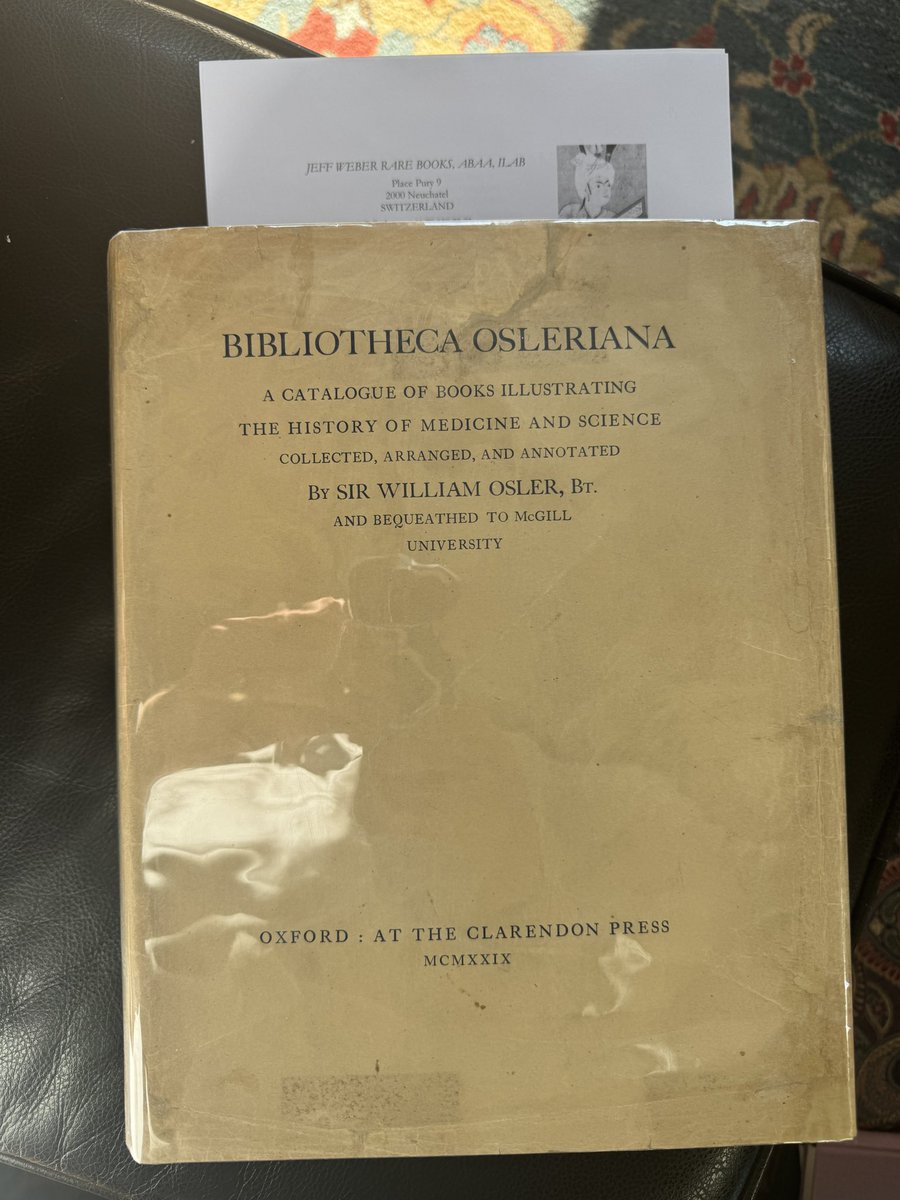 JEFF WEBER RARE BOOKS, ABAA, ILAB
Place Pury 9
2000 Neuchatel
SWITZERLAND
BIBLIOTHECA OSLERIANA
A CATALOGUE OF BOOKS ILLUSTRATING
THE HISTORY OF MEDICINE AND SCIENCE
COLLECTED, ARRANGED, AND ANNOTATED
BY SIR WILLIAM OSLER, BT.
AND BEQUEATHED TO McGILL
UNIVERSITY
OXFORD : AT THE CLARENDON PRESS
MCMXXIX